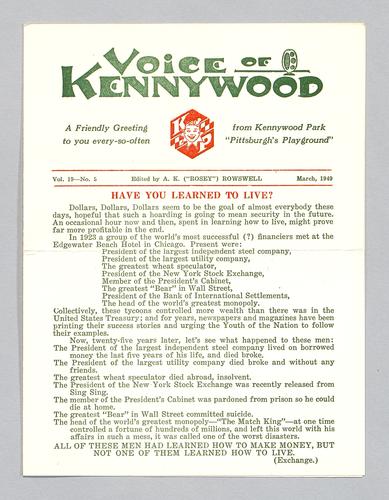 VOICE OF
KENNYWOOD
A Friendly Greeting
to you every-so-often
K P
from Kennywood Park
"Pittsburgh's Playground"
Vol. 19—No. 5 Edited by A. K. ("ROSEY") ROWSWELL March, 1949
HAVE YOU LEARNED TO LIVE?
Dollars, Dollars, Dollars seem to be the goal of almost everybody these
days, hopeful that such a hoarding is going to mean security in the future.
An occasional hour now and then, spent in learning how to live, might prove
far more profitable in the end.
In 1923 a group of the world's most successful (?) financiers met at the
Edgewater Beach Hotel in Chicago. Present were:
President of the largest independent steel company,
President of the largest utility company,
The greatest wheat speculator,
President of the New York Stock Exchange,
Member of the President's Cabinet,
The greatest "Bear" in Wall Street,
President of the Bank of International Settlements,
The head of the world's greatest monopoly.
Collectively, these tycoons controlled more wealth than there was in the
United States Treasury; and for years, newspapers and magazines have been
printing their success stories and urging the Youth of the Nation to follow
their examples.
Now, twenty-five years later, let's see what happened to these men:
The President of the largest independent steel company lived on borrowed
money the last five years of his life, and died broke.
The President of the largest utility company died broke and without any
friends.
The greatest wheat speculator died abroad, insolvent.
The President of the New York Stock Exchange was recently released from
Sing Sing.
The member of the President's Cabinet was pardoned from prison so he could
die at home.
The greatest "Bear" in Wall Street committed suicide.
The head of the world's greatest monopoly—"The Match King"—at one time
controlled a fortune of hundreds of millions, and left this world with his
affairs in such a mess, it was called one of the worst disasters.
ALL OF THESE MEN HAD LEARNED HOW TO MAKE MONEY, BUT
NOT ONE OF THEM LEARNED HOW TO LIVE.
(Exchange.)